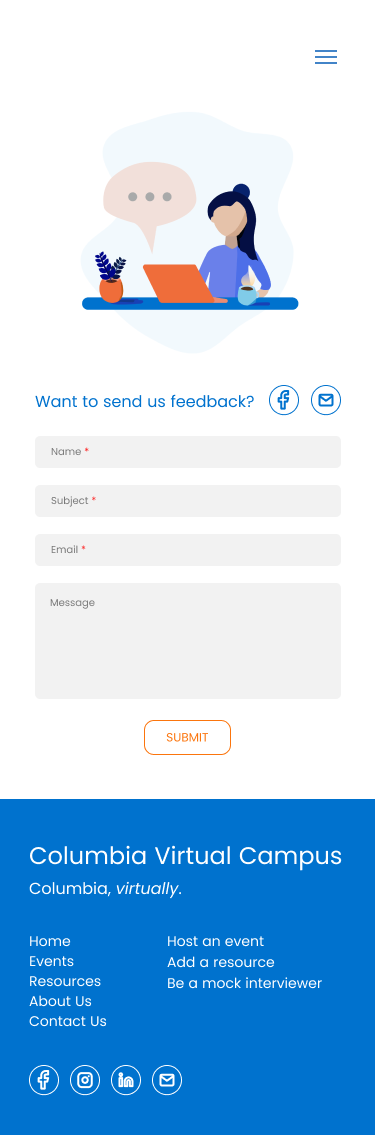 Want to send us feedback?
Name *
Subject *
Email *
Message
SUBMIT
Columbia Virtual Campus
Columbia, virtually.
Home
Events
Resources
About Us
Contact Us
Host an event
Add a resource
Be a mock interviewer